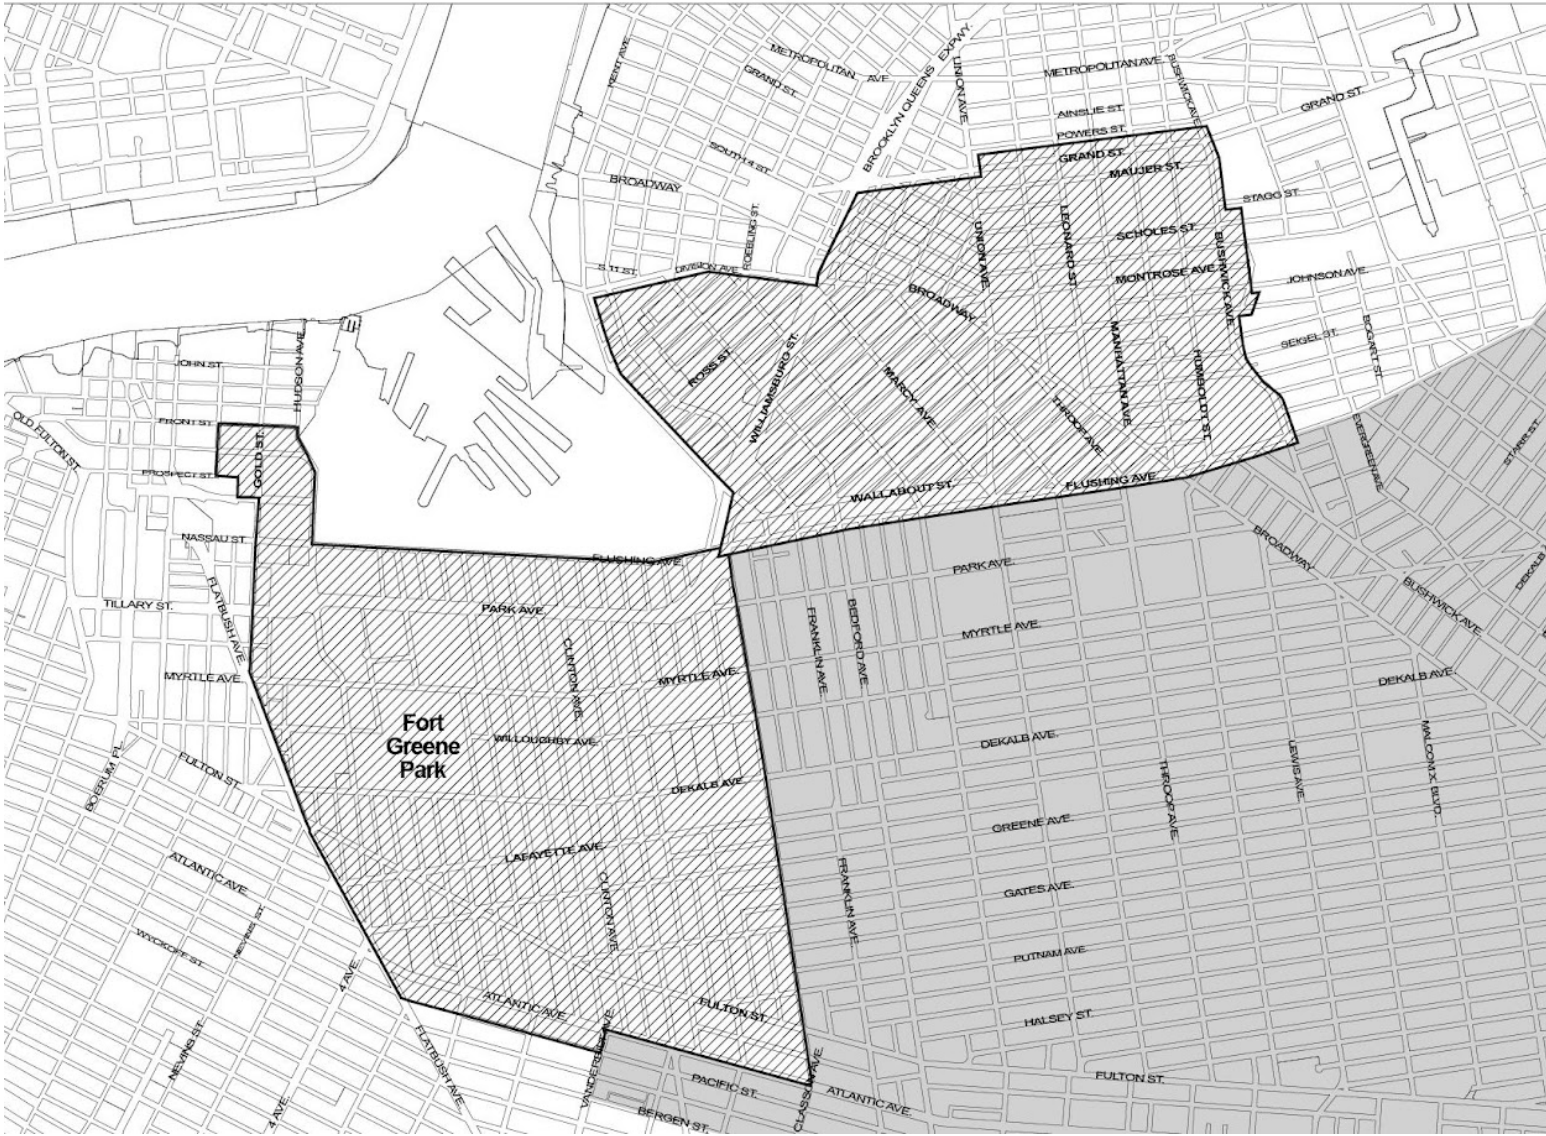 KENT AVE.
METROPOLITAN AVE
GRAND ST.
BROOKLYN QUEENS EXPWY.
UNION AVE.
METROPOLITAN AVE.
BUSHWICK AVE.
GRAND ST.
AINSLIE ST.
POWERS ST.
SOUTH 4 ST.
BROADWAY
ROEBLING ST.
GRAND ST.
MAUJER ST.
STAGG ST.
UNION AVE.
LEONARD ST.
SCHOLES ST.
BUSHWICK AVE.
MONTROSE AVE.
JOHNSON AVE.
S 11 ST.
DIVISION AVE.
BROADWAY
JOHN ST.
HUDSON AVE.
ROSS ST.
WILLIAMSBURG ST.
MARCY AVE.
MANHATTAN AVE.
HUMBOLDT ST.
SEIGEL ST.
BOGART ST.
THROOP AVE.
OLD FULTON ST.
FRONT ST.
GOLD ST.
PROSPECT ST.
EVERGREEN AVE.
STARR ST.
WALLABOUT ST.
FLUSHING AVE.
NASSAU ST.
FLUSHING AVE.
PARK AVE.
BROADWAY
DEKALB
TILLARY ST.
FLATBUSH AVE.
PARK AVE.
CLINTON AVE.
FRANKLIN AVE.
BEDFORD AVE.
MYRTLE AVE.
BUSHWICK AVE.
MYRTLE AVE.
MYRTLE AVE.
DEKALB AVE.
Fort
Greene
Park
WILLOUGHBY AVE.
DEKALB AVE.
DEKALB AVE.
BOERUM PL.
FULTON ST.
THROOP AVE.
LEWIS AVE.
MALCOM X BLVD.
LAFAYETTE AVE.
GREENE AVE.
ATLANTIC AVE.
CLINTON AVE.
FRANKLIN AVE.
GATES AVE.
WYCKOFF ST.
NEVINS ST.
4 AVE.
PUTNAM AVE.
ATLANTIC AVE.
FULTON ST.
HALSEY ST.
NEVINS ST.
4 AVE.
FLATBUSH AVE.
VANDERBILT AVE.
PACIFIC ST.
BERGEN ST.
CLASSON AVE.
ATLANTIC AVE.
FULTON ST.